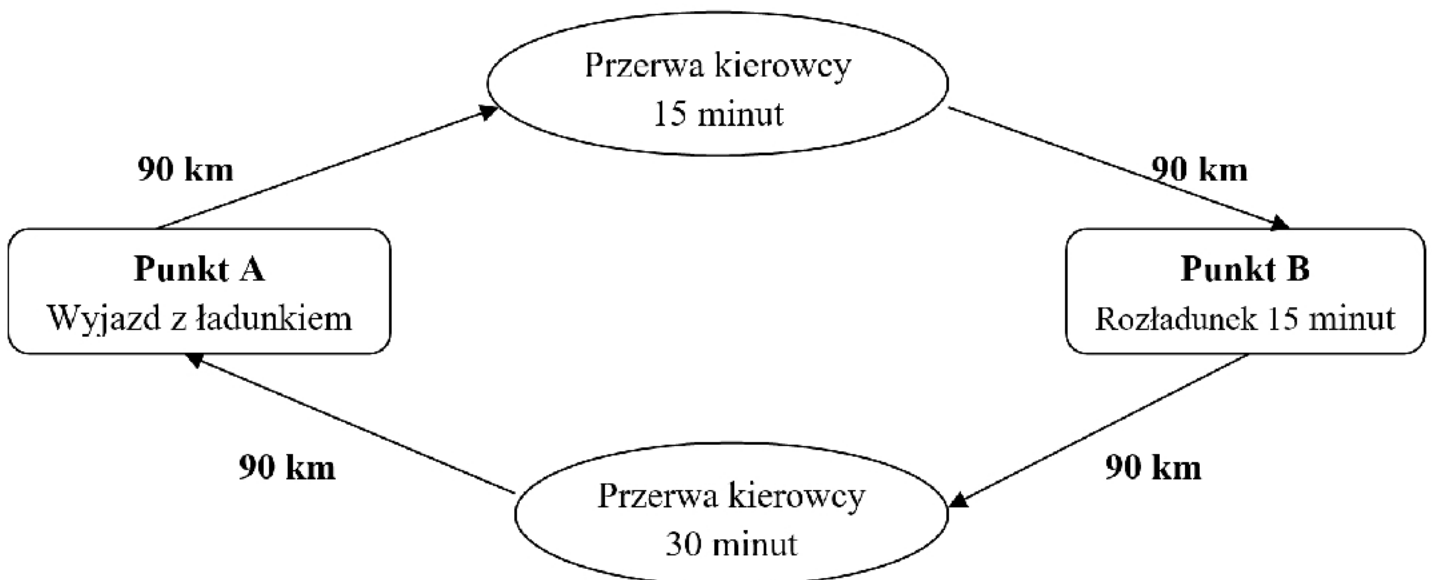 Przerwa kierowcy
15 minut
90 km
90 km
Punkt A
Wyjazd z ładunkiem
Punkt B
Rozładunek 15 minut
90 km
90 km
Przerwa kierowcy
30 minut